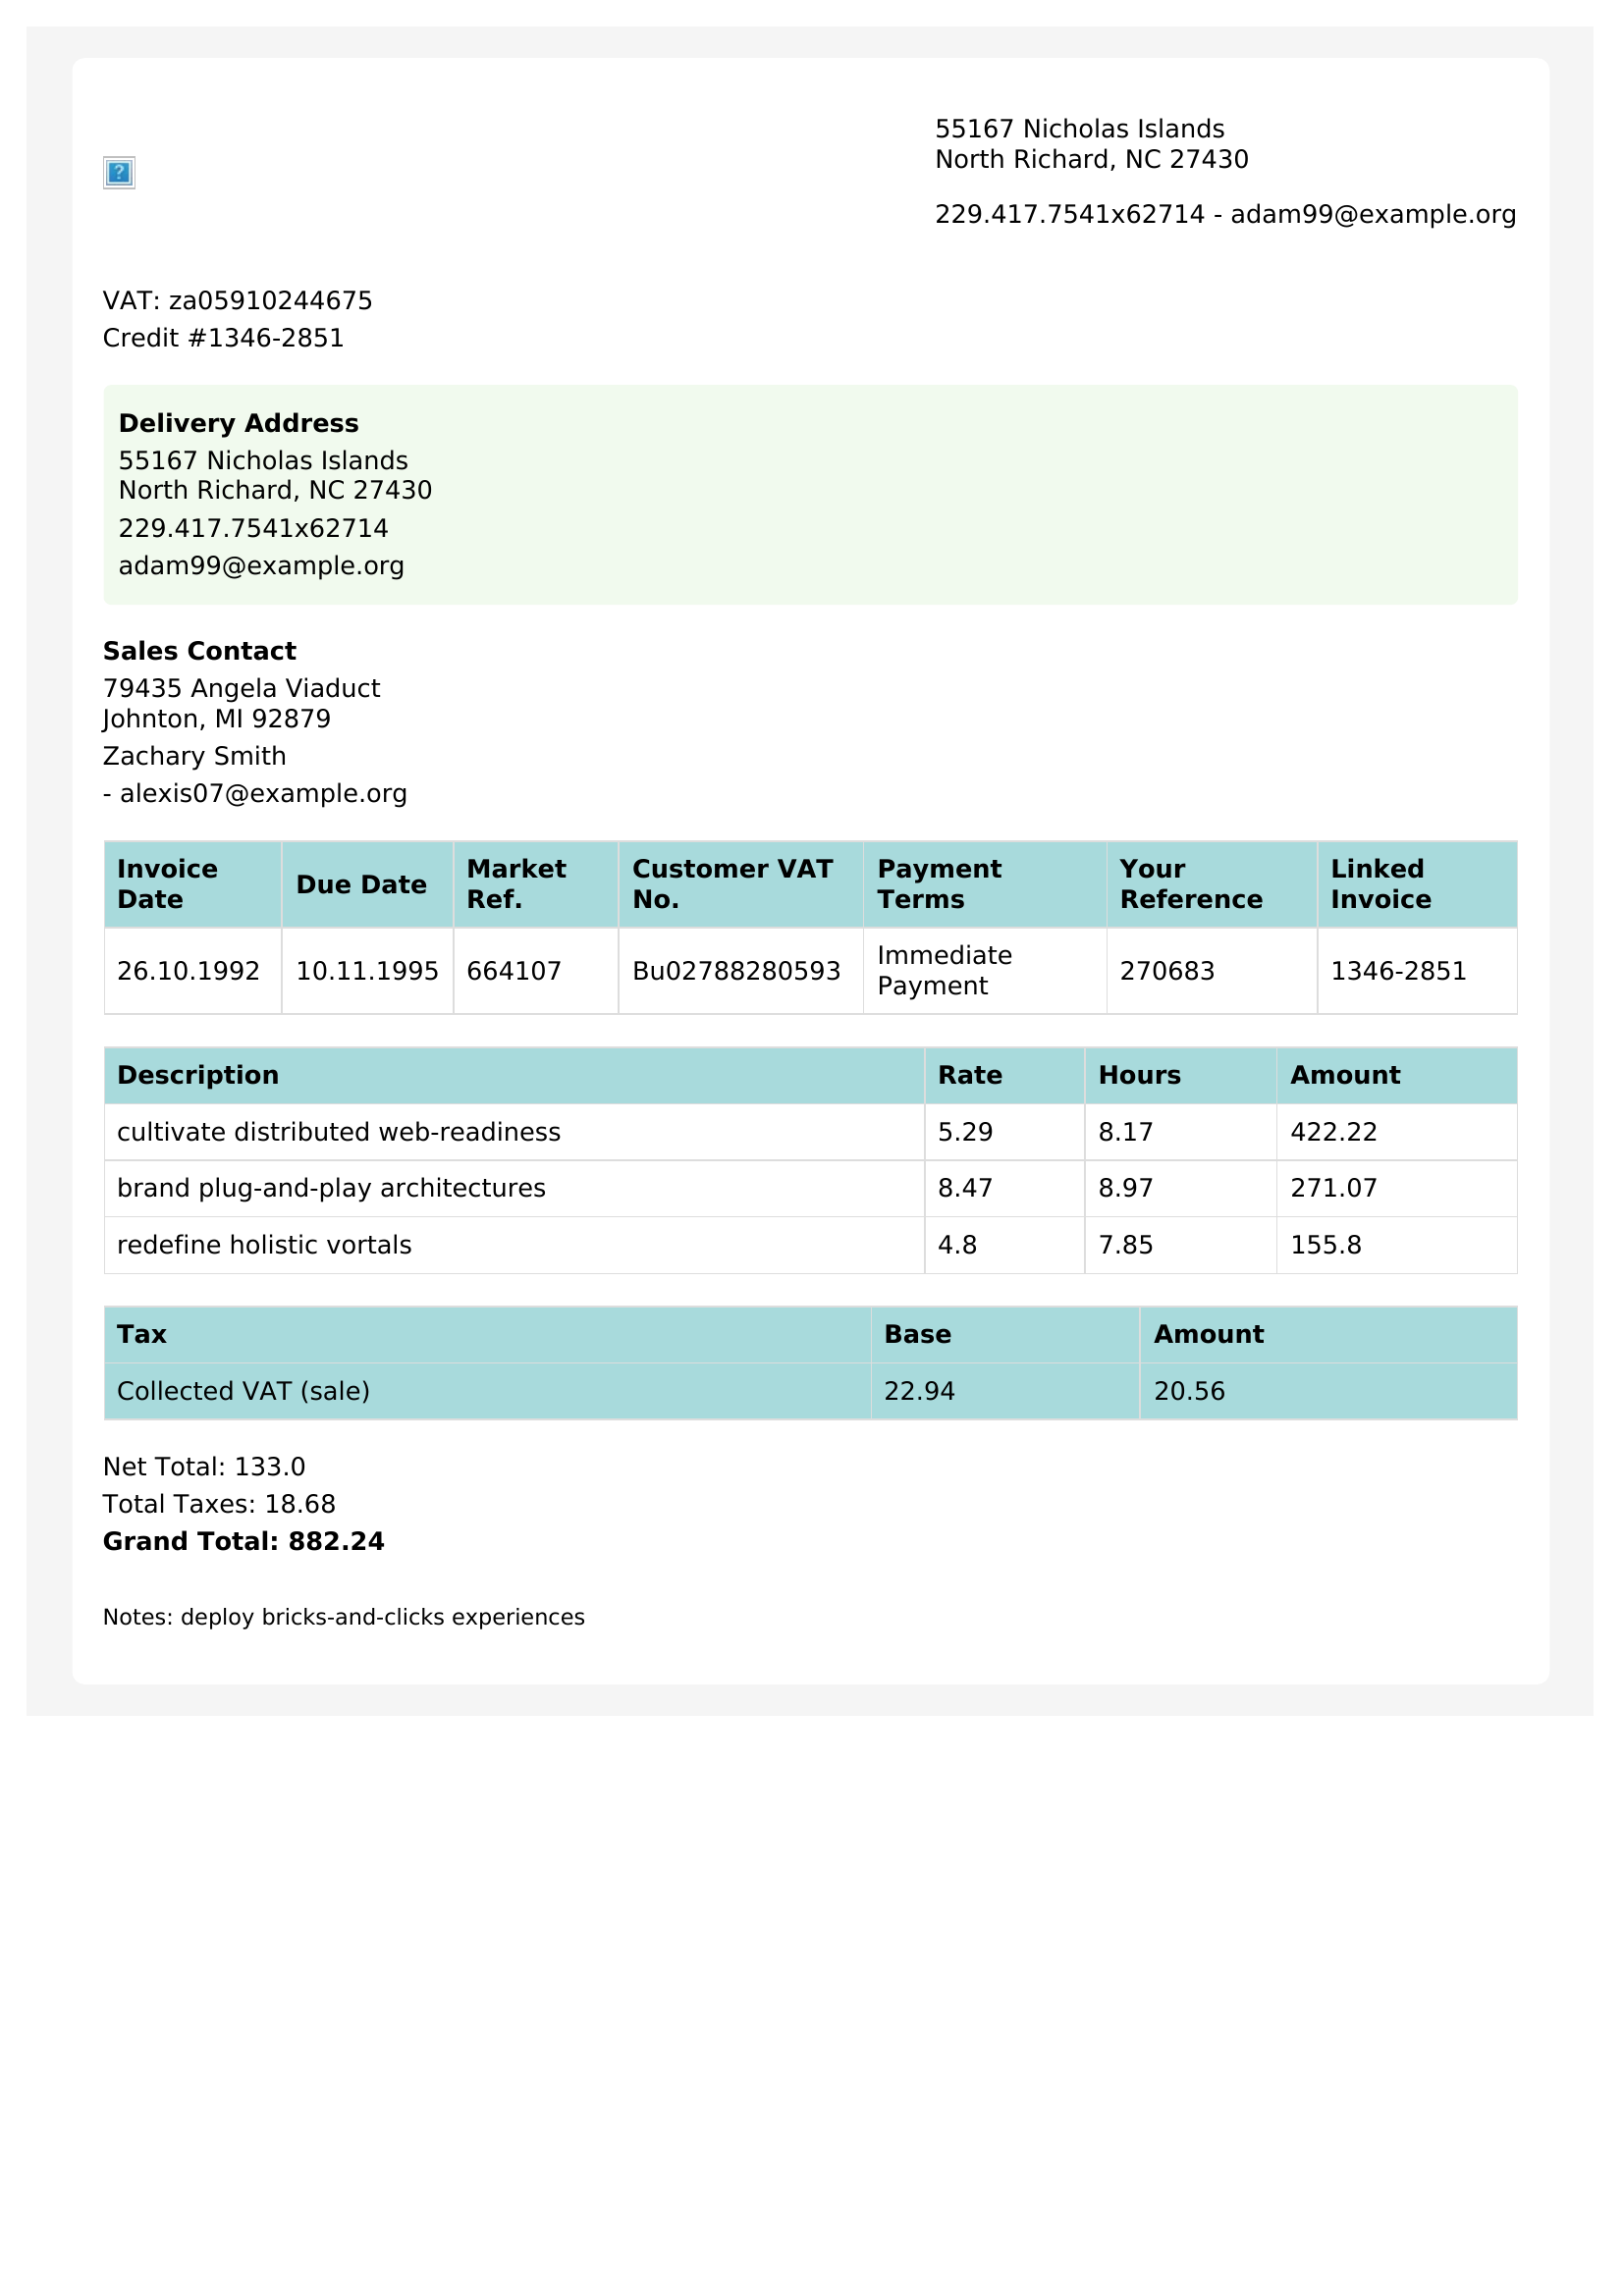 55167 Nicholas Islands
North Richard, NC 27430
229.417.7541x62714 - adam99@example.org
VAT: za05910244675
Credit #1346-2851
Delivery Address
55167 Nicholas Islands
North Richard, NC 27430
229.417.7541x62714
adam99@example.org
Sales Contact
79435 Angela Viaduct
Johnton, MI 92879
Zachary Smith
- alexis07@example.org
Invoice Date Due Date Market Ref. Customer VAT No. Payment Terms Your Reference Linked Invoice
26.10.1992 10.11.1995 664107 Bu02788280593 Immediate Payment 270683 1346-2851
Description Rate Hours Amount
cultivate distributed web-readiness 5.29 8.17 422.22
brand plug-and-play architectures 8.47 8.97 271.07
redefine holistic vortals 4.8 7.85 155.8
Tax Base Amount
Collected VAT (sale) 22.94 20.56
Net Total: 133.0
Total Taxes: 18.68
Grand Total: 882.24
Notes: deploy bricks-and-clicks experiences